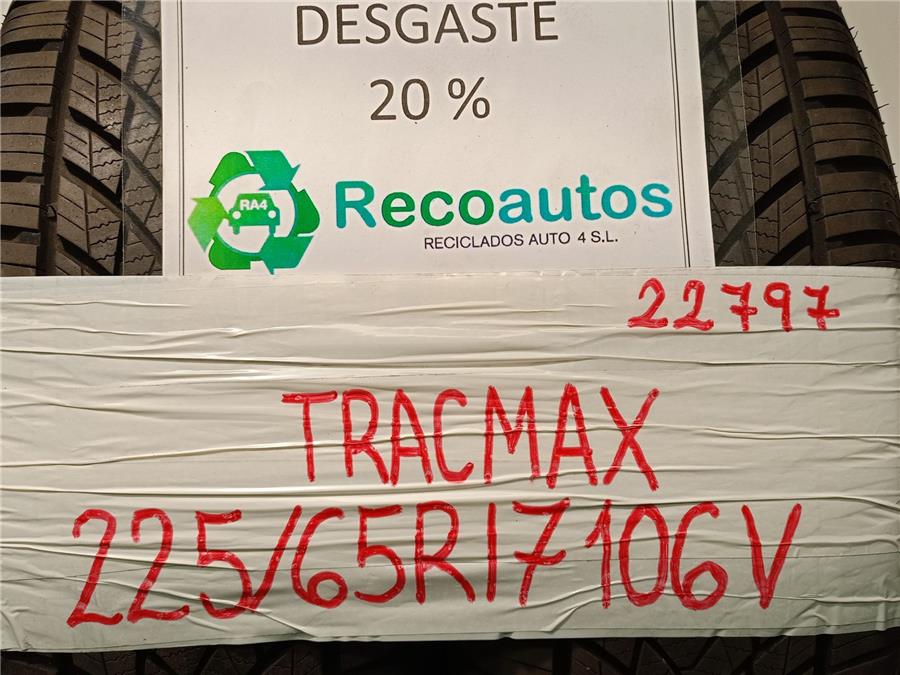 DESGASTE
20 %
RA4
Recoautos
RECICLADOS AUTO 4 S.L.
22797
TRACMAX
225/65R17 106V